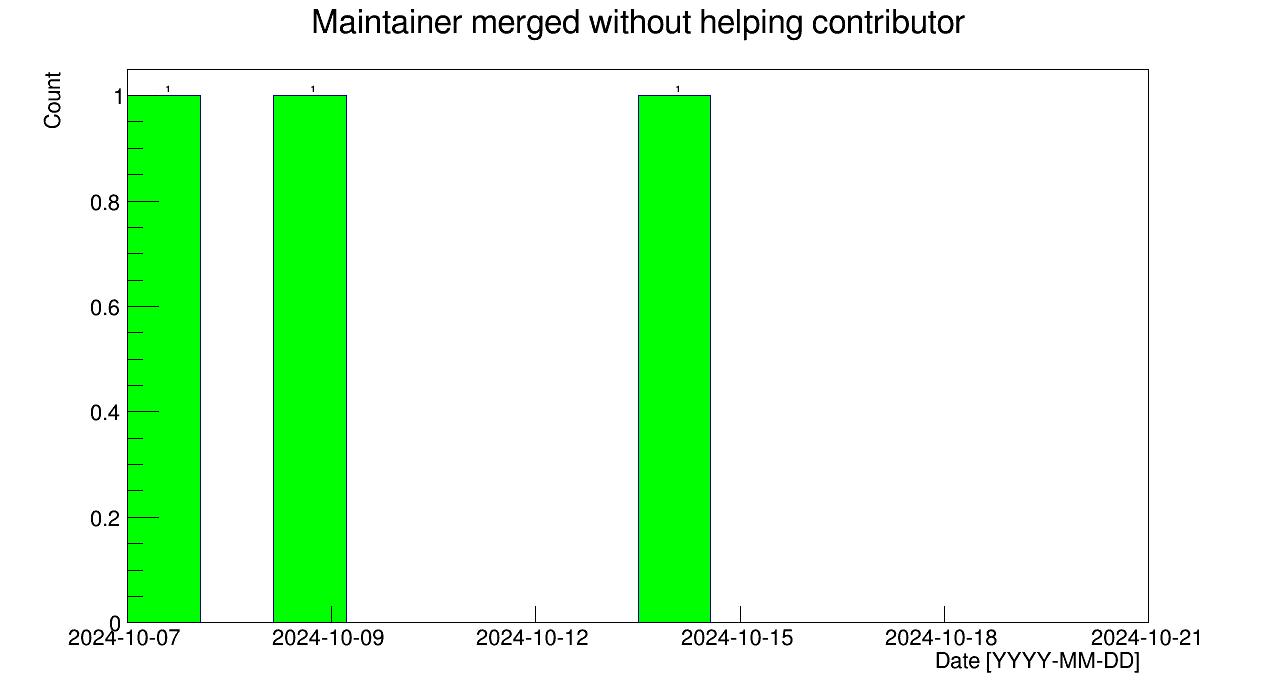 Maintainer merged without helping contributor
Count
1 1 1
1
0.8
0.6
0.4
0.2
0
2024-10-07 2024-10-09 2024-10-12 2024-10-15 2024-10-18 2024-10-21
Date [YYYY-MM-DD]